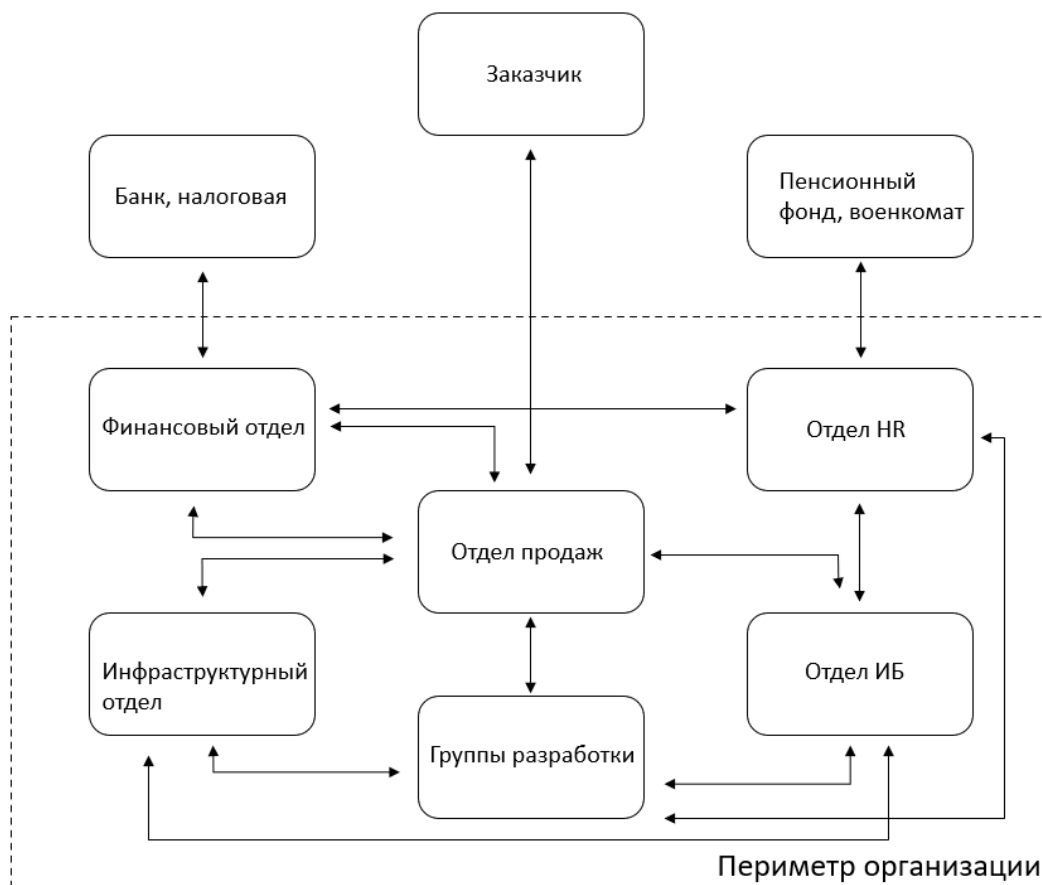 Заказчик
Банк, налоговая
Пенсионный
фонд, военкомат
Финансовый отдел
Отдел HR
Отдел продаж
Инфраструктурный
отдел
Отдел ИБ
Группы разработки
Периметр организации